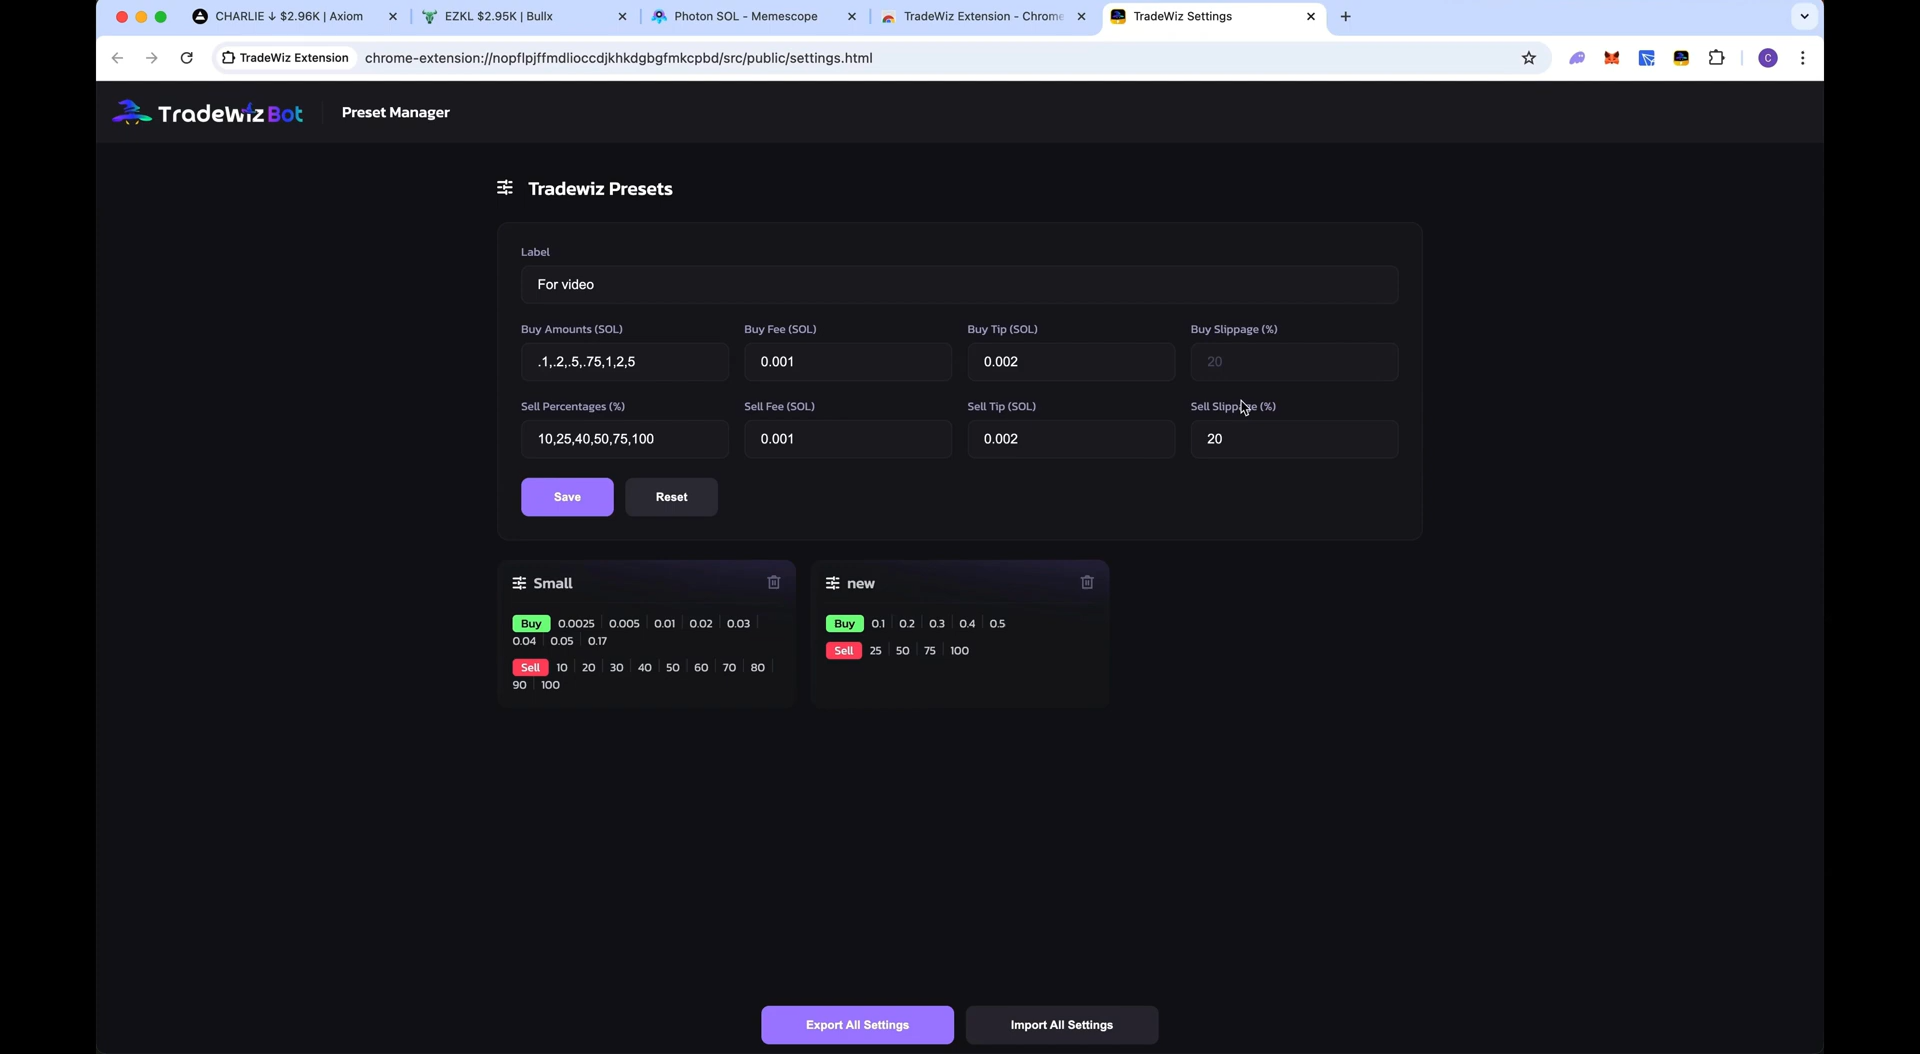 CHARLIE ↓ $2.96K | Axiom
EZKL $2.95K | Bullx
Photon SOL - Memescope
TradeWiz Extension - Chrome
TradeWiz Settings
TradeWiz Extension
chrome-extension://nopflpjffmdlioccdjkhkdgbgfmkcpbd/src/public/settings.html
C
TradeWiz Bot
Preset Manager
Tradewiz Presets
Label
For video
Buy Amounts (SOL) Buy Fee (SOL) Buy Tip (SOL) Buy Slippage (%)
.1,.2,.5,.75,1,2,5 0.001 0.002 20
Sell Percentages (%) Sell Fee (SOL) Sell Tip (SOL) Sell Slippage (%)
10,25,40,50,75,100 0.001 0.002 20
Save Reset
Small
Buy 0.0025 0.005 0.01 0.02 0.03
0.04 0.05 0.17
Sell 10 20 30 40 50 60 70 80
90 100
new
Buy 0.1 0.2 0.3 0.4 0.5
Sell 25 50 75 100
Export All Settings Import All Settings